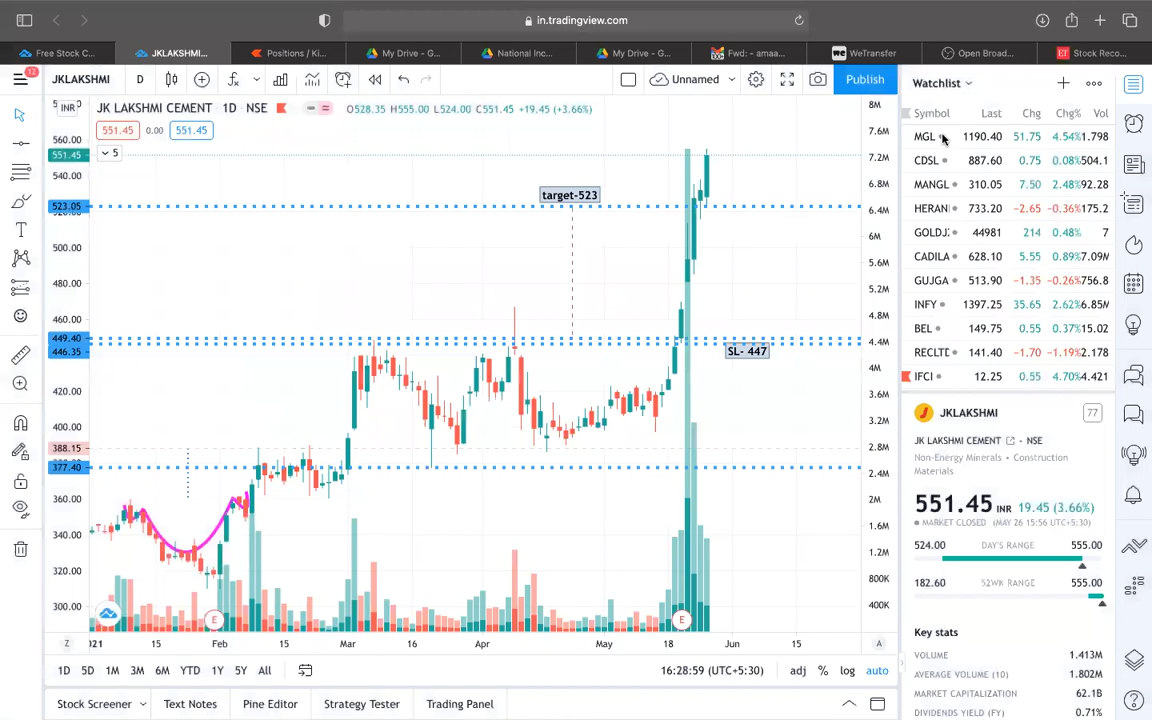 in.tradingview.com
Free Stock C...
JKLAKSHMI...
Positions / Ki...
My Drive - G...
National Inc...
My Drive - G...
Fwd: - amaa...
WeTransfer
Open Broad...
ET Stock Reco...
12
JKLAKSHMI
D
Unnamed
Publish
INR
JK LAKSHMI CEMENT • 1D • NSE
O528.35 H555.00 L524.00 C551.45 +19.45 (+3.66%)
551.45 0.00 551.45
5
560.00
551.45
540.00
523.05
500.00
480.00
460.00
449.40
446.35
420.00
400.00
388.15
377.40
360.00
340.00
320.00
300.00
target-523
SL- 447
8M
7.6M
7.2M
6.8M
6.4M
6M
5.6M
5.2M
4.8M
4.4M
4M
3.6M
3.2M
2.8M
2.4M
2M
1.6M
1.2M
800K
400K
E
E
Z
021 15 Feb 15 Mar 16 Apr May 18 Jun 15
A
1D 5D 1M 3M 6M YTD 1Y 5Y All
16:28:59 (UTC+5:30) adj % log auto
Stock Screener Text Notes Pine Editor Strategy Tester Trading Panel
Watchlist
Symbol Last Chg Chg% Vol
MGL 1190.40 51.75 4.54% 1.798
CDSL 887.60 0.75 0.08% 504.1
MANGL 310.05 7.50 2.48% 92.28
HERAN 733.20 −2.65 −0.36% 175.2
GOLDJ 44981 214 0.48% 7
CADILA 628.10 5.55 0.89% 7.09M
GUJGA 513.90 −1.35 −0.26% 756.8
INFY 1397.25 35.65 2.62% 6.85M
BEL 149.75 0.55 0.37% 15.02
RECLTD 141.40 −1.70 −1.19% 2.178
IFCI 12.25 0.55 4.70% 4.421
JKLAKSHMI
77
JK LAKSHMI CEMENT • NSE
Non-Energy Minerals • Construction
Materials
551.45 INR 19.45 (3.66%)
MARKET CLOSED (MAY 26 15:56 UTC+5:30)
524.00 DAY'S RANGE 555.00
182.60 52WK RANGE 555.00
Key stats
VOLUME 1.413M
AVERAGE VOLUME (10) 1.802M
MARKET CAPITALIZATION 62.1B
DIVIDENDS YIELD (FY) 0.71%